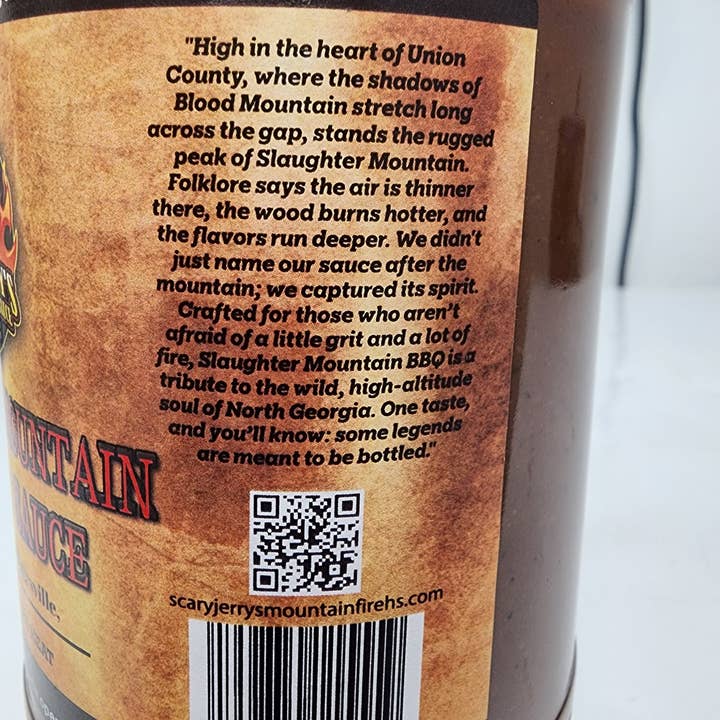 "High in the heart of Union
County, where the shadows of
Blood Mountain stretch long
across the gap, stands the rugged
peak of Slaughter Mountain.
Folklore says the air is thinner
there, the wood burns hotter, and
the flavors run deeper. We didn't
just name our sauce after the
mountain; we captured its spirit.
Crafted for those who aren't
afraid of a little grit and a lot of
fire, Slaughter Mountain BBQ is a
tribute to the wild, high-altitude
soul of North Georgia. One taste,
and you'll know: some legends
are meant to be bottled."
scaryjerrysmountainfirehs.com